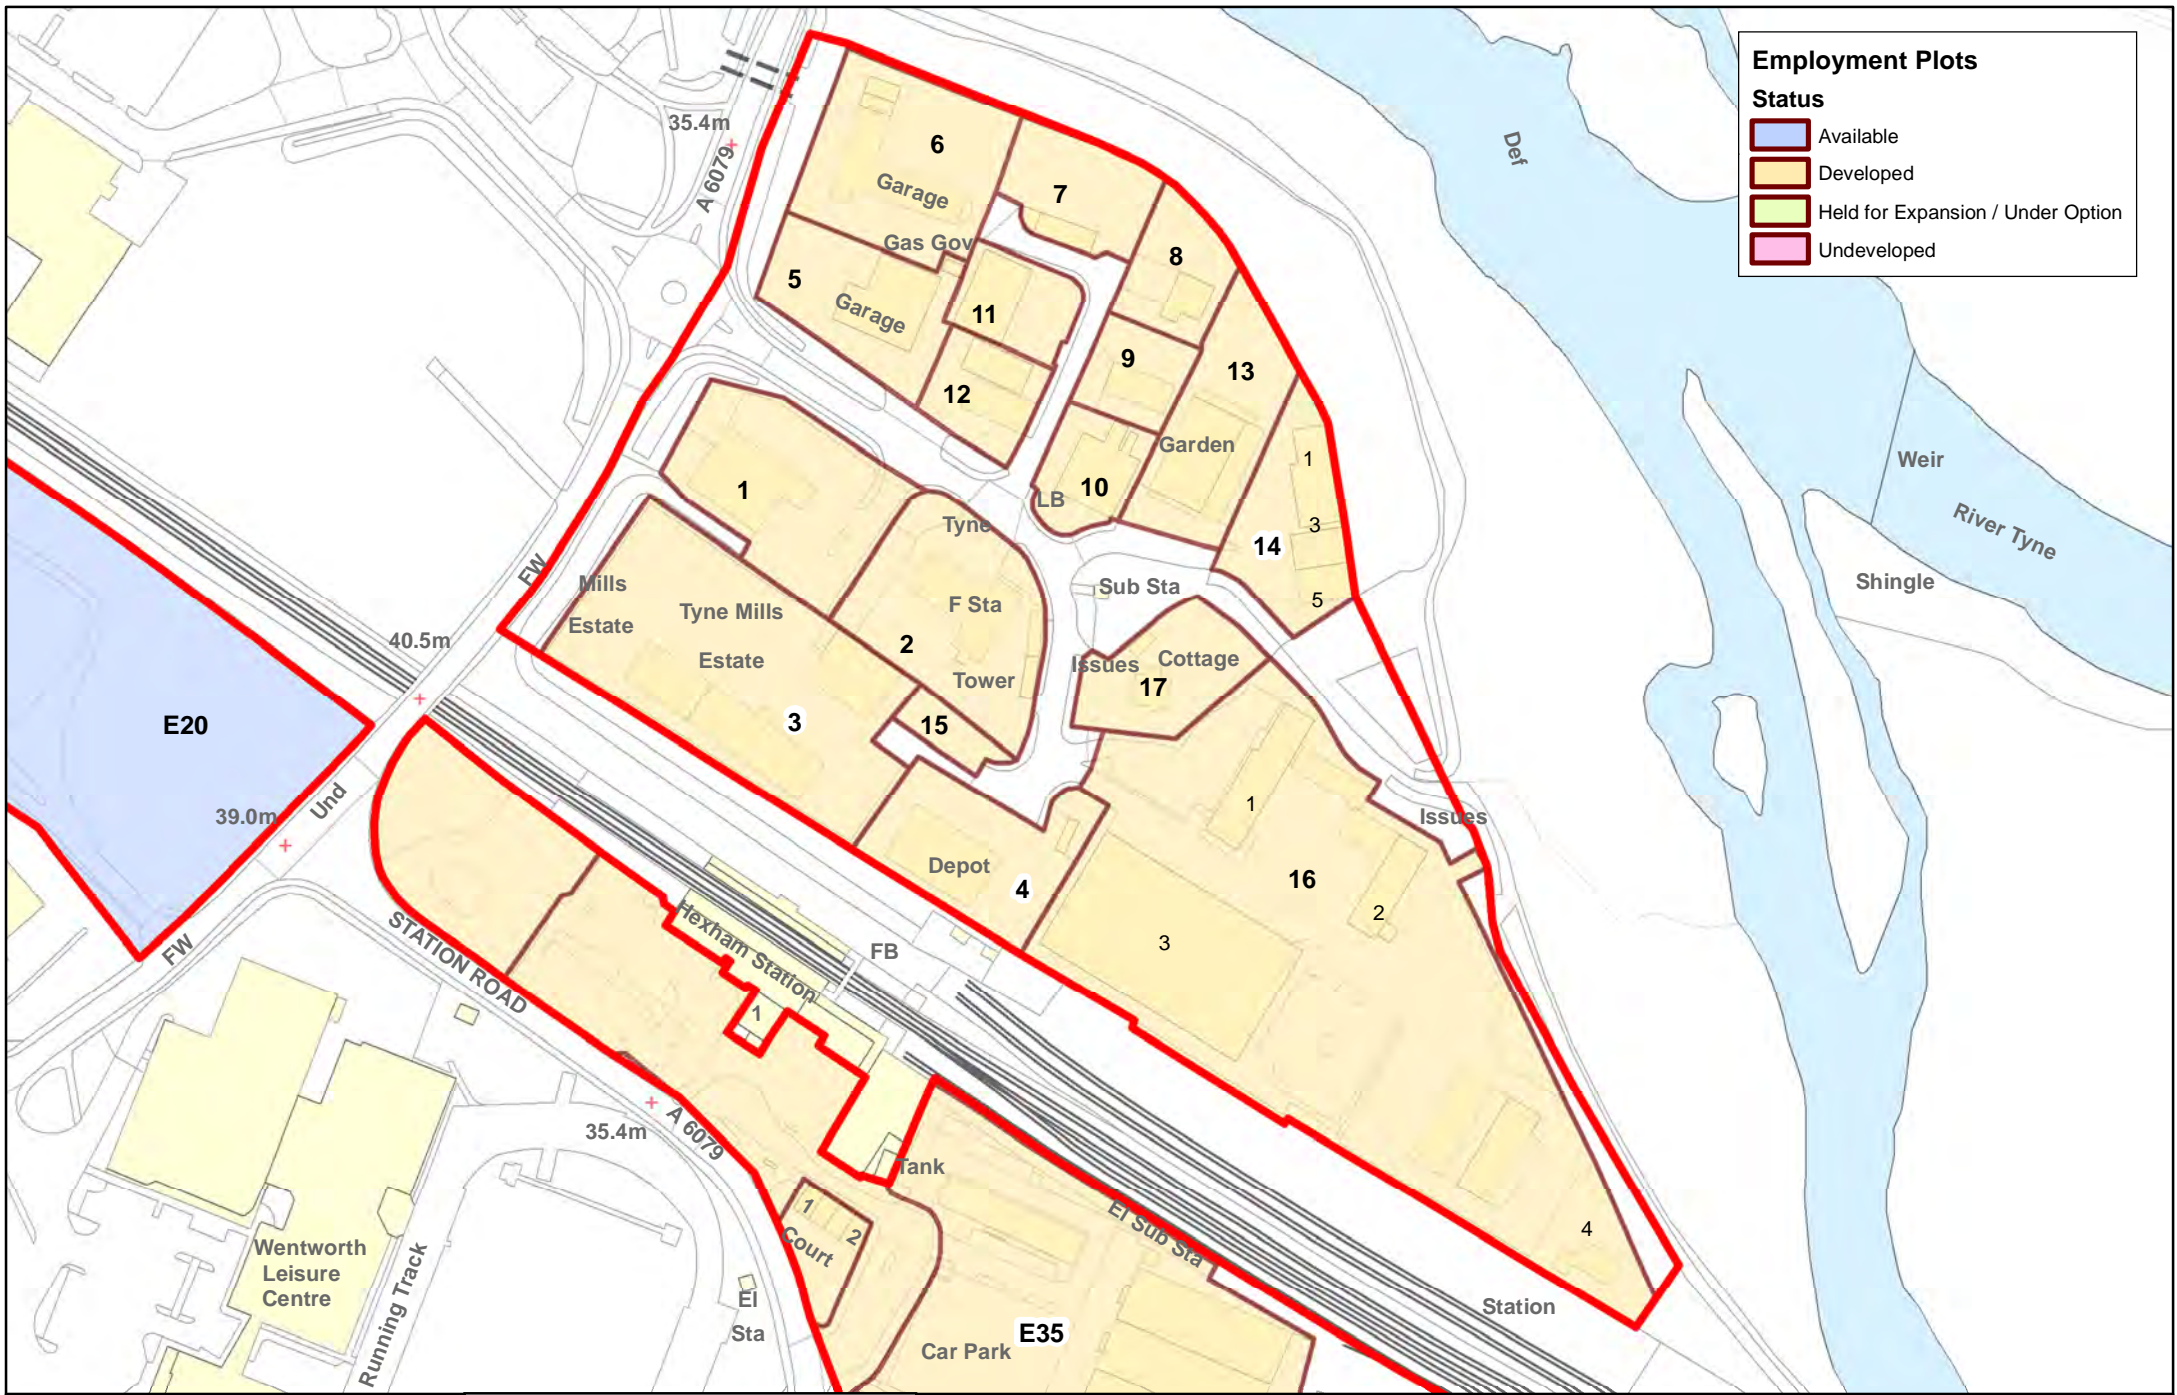 Employment Plots
Status
Available
Developed
Held for Expansion / Under Option
Undeveloped
35.4m
A 6079
6
Garage
7
Gas Gov
8
5
Garage
11
9
13
12
Def
Weir
River Tyne
Shingle
1
10
Garden
LB
Tyne
1
3
14
5
FW
Mills
Estate
Tyne Mills
Estate
F Sta
2
Tower
Sub Sta
Issues
Cottage
17
40.5m
E20
3
15
39.0m
Und
FW
Depot
4
1
Issues
16
2
3
STATION ROAD
Hexham Station
FB
1
35.4m
A 6079
Tank
El Sub Sta
4
1
2
Court
Wentworth
Leisure
Centre
Running Track
El
Sta
Car Park
E35
Station